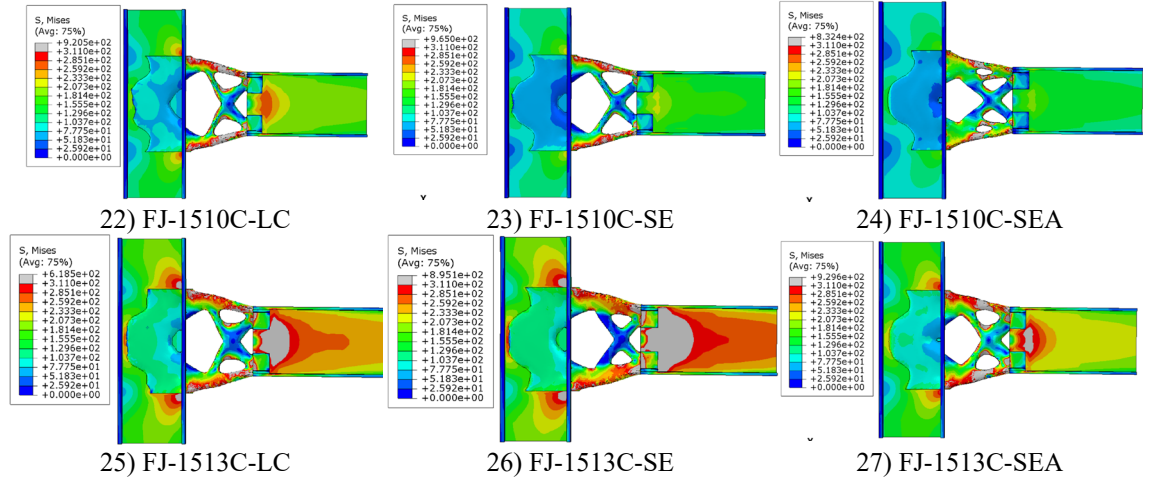 S, Mises
(Avg: 75%)
+9.205e+02
+3.110e+02
+2.851e+02
+2.592e+02
+2.333e+02
+2.073e+02
+1.814e+02
+1.555e+02
+1.296e+02
+1.037e+02
+7.775e+01
+5.183e+01
+2.592e+01
+0.000e+00
22) FJ-1510C-LC
S, Mises
(Avg: 75%)
+9.650e+02
+3.110e+02
+2.851e+02
+2.592e+02
+2.333e+02
+2.073e+02
+1.814e+02
+1.555e+02
+1.296e+02
+1.037e+02
+7.775e+01
+5.183e+01
+2.592e+01
+0.000e+00
Y
23) FJ-1510C-SE
S, Mises
(Avg: 75%)
+8.324e+02
+3.110e+02
+2.851e+02
+2.592e+02
+2.333e+02
+2.073e+02
+1.814e+02
+1.555e+02
+1.296e+02
+1.037e+02
+7.775e+01
+5.183e+01
+2.592e+01
+0.000e+00
Y
24) FJ-1510C-SEA
S, Mises
(Avg: 75%)
+6.185e+02
+3.110e+02
+2.851e+02
+2.592e+02
+2.333e+02
+2.073e+02
+1.814e+02
+1.555e+02
+1.296e+02
+1.037e+02
+7.775e+01
+5.183e+01
+2.592e+01
+0.000e+00
25) FJ-1513C-LC
S, Mises
(Avg: 75%)
+8.951e+02
+3.110e+02
+2.851e+02
+2.592e+02
+2.333e+02
+2.073e+02
+1.814e+02
+1.555e+02
+1.296e+02
+1.037e+02
+7.775e+01
+5.183e+01
+2.592e+01
+0.000e+00
26) FJ-1513C-SE
S, Mises
(Avg: 75%)
+9.296e+02
+3.110e+02
+2.851e+02
+2.592e+02
+2.333e+02
+2.073e+02
+1.814e+02
+1.555e+02
+1.296e+02
+1.037e+02
+7.775e+01
+5.183e+01
+2.592e+01
+0.000e+00
27) FJ-1513C-SEA